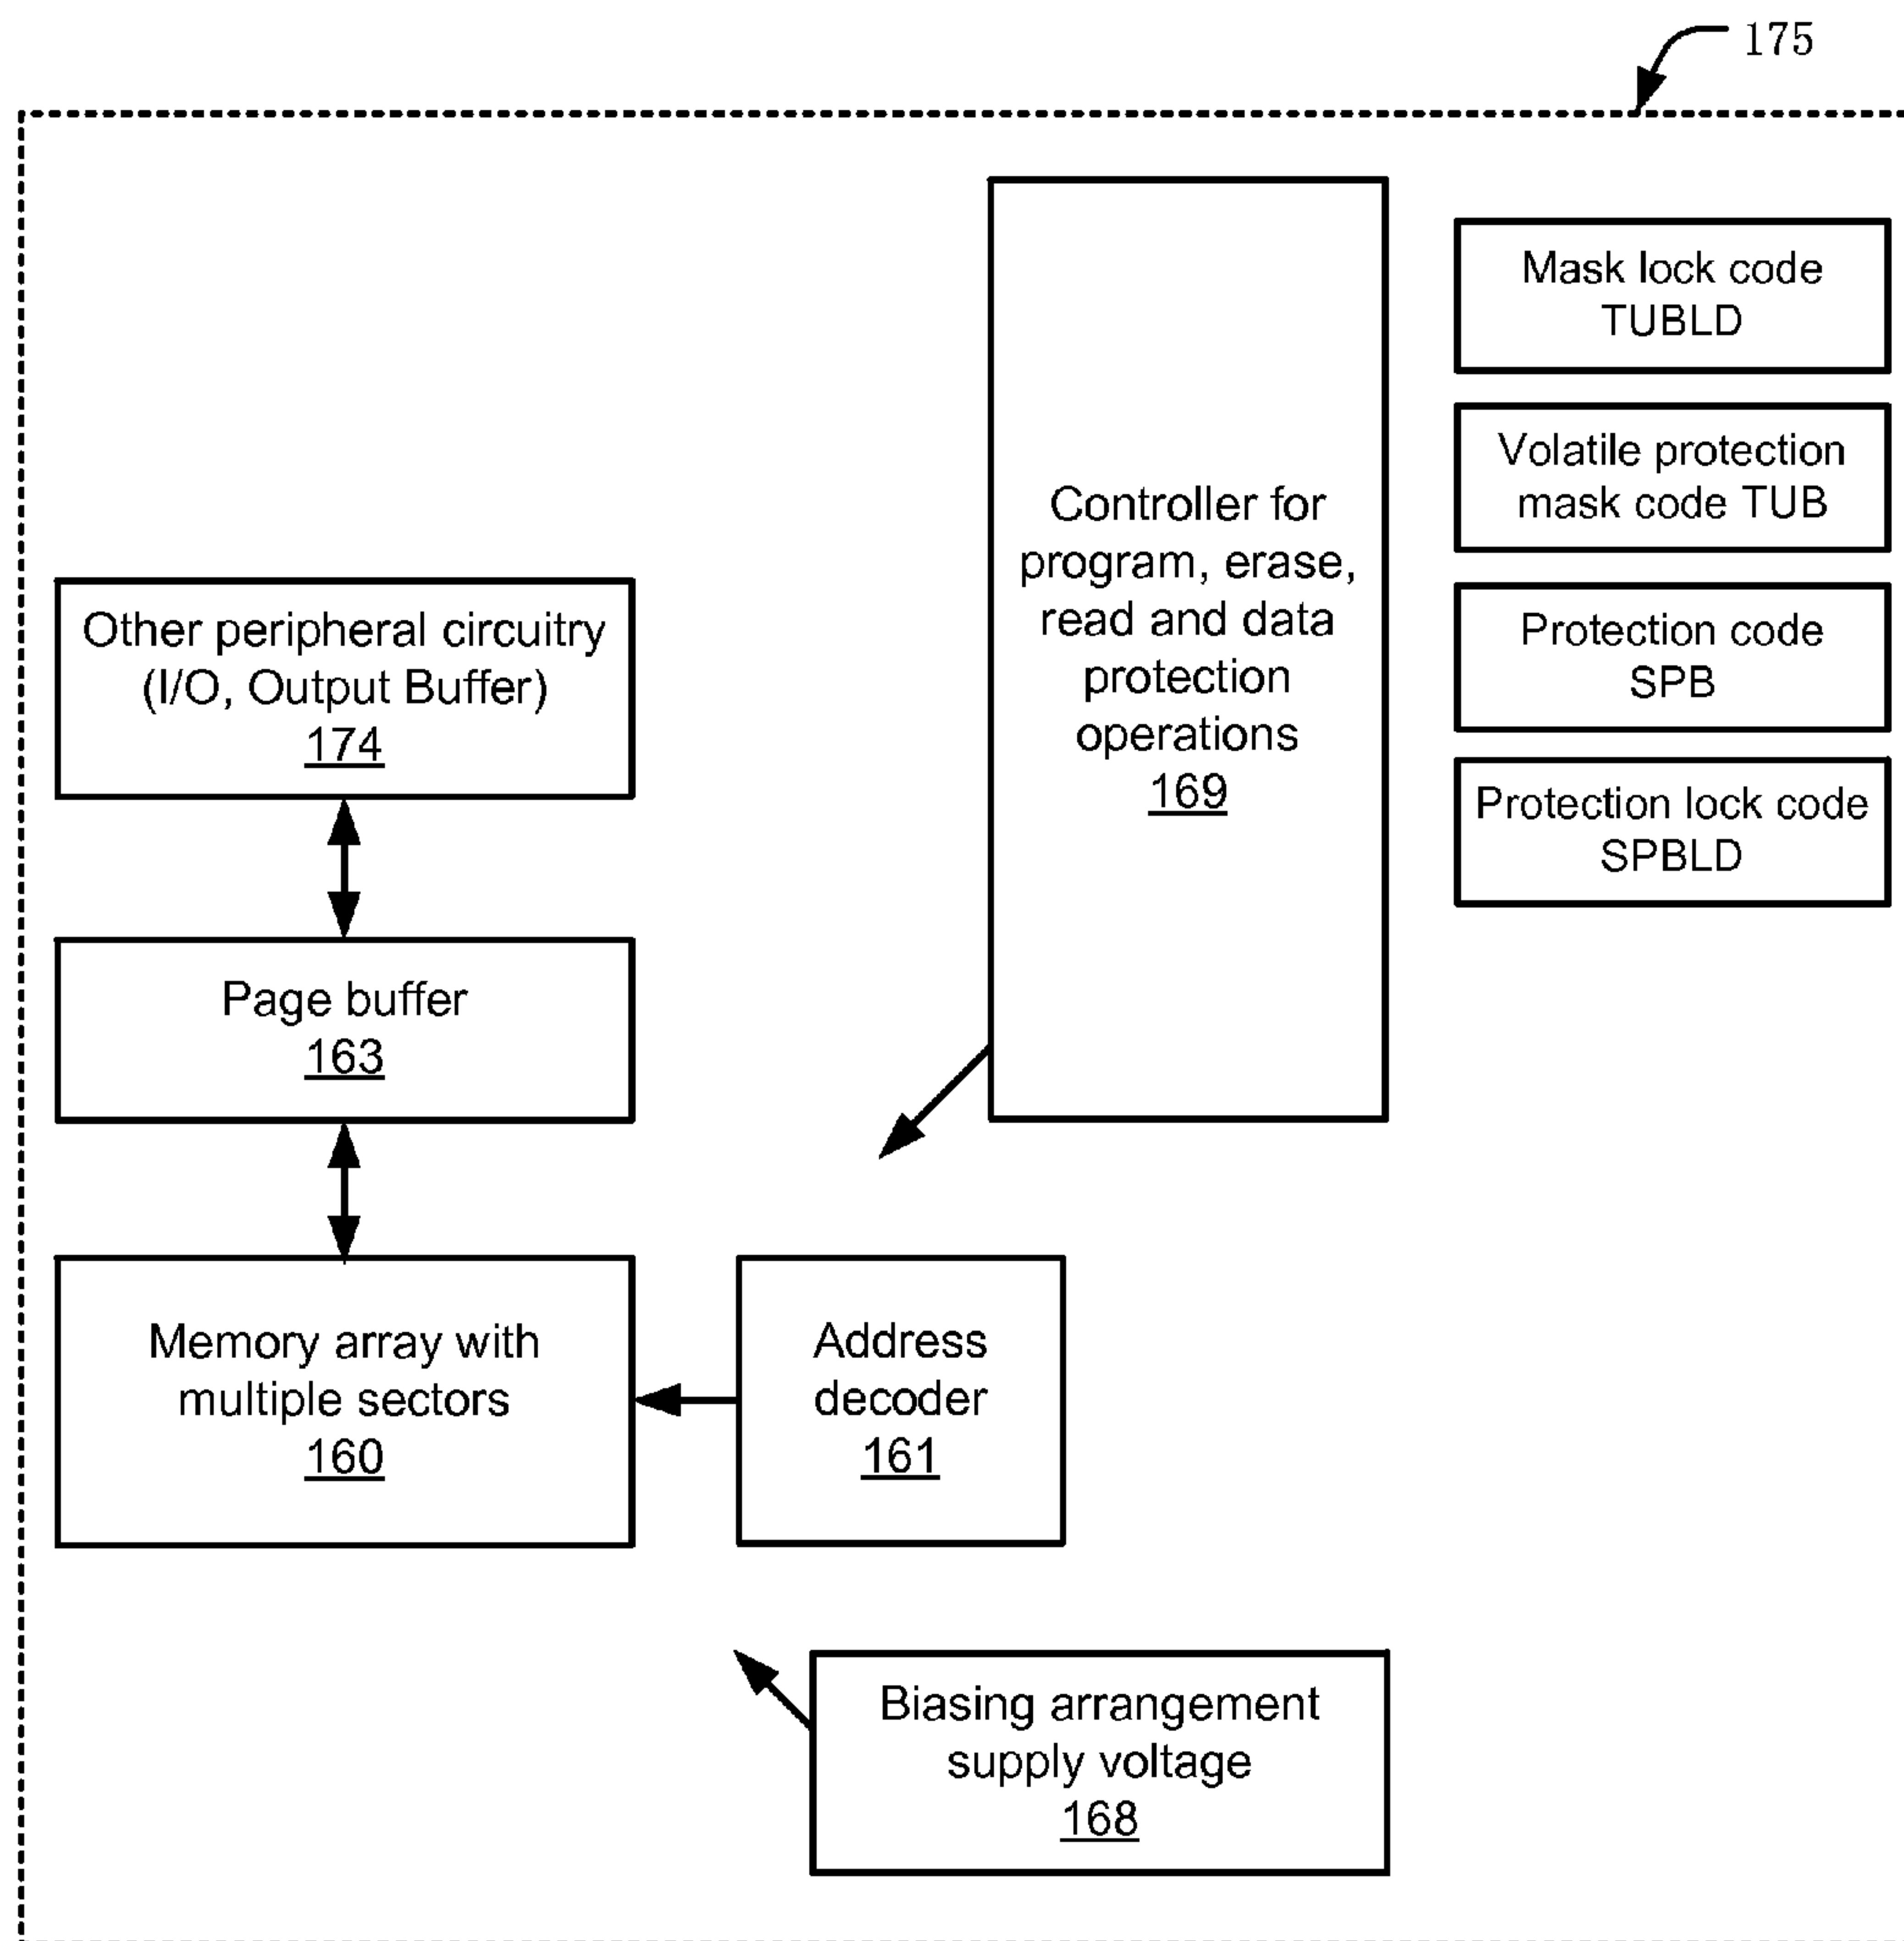 175
Mask lock code
TUBLD
Volatile protection
mask code TUB
Protection code
SPB
Protection lock code
SPBLD
Controller for
program, erase,
read and data
protection
operations
169
Other peripheral circuitry
(I/O, Output Buffer)
174
Page buffer
163
Memory array with
multiple sectors
160
Address
decoder
161
Biasing arrangement
supply voltage
168